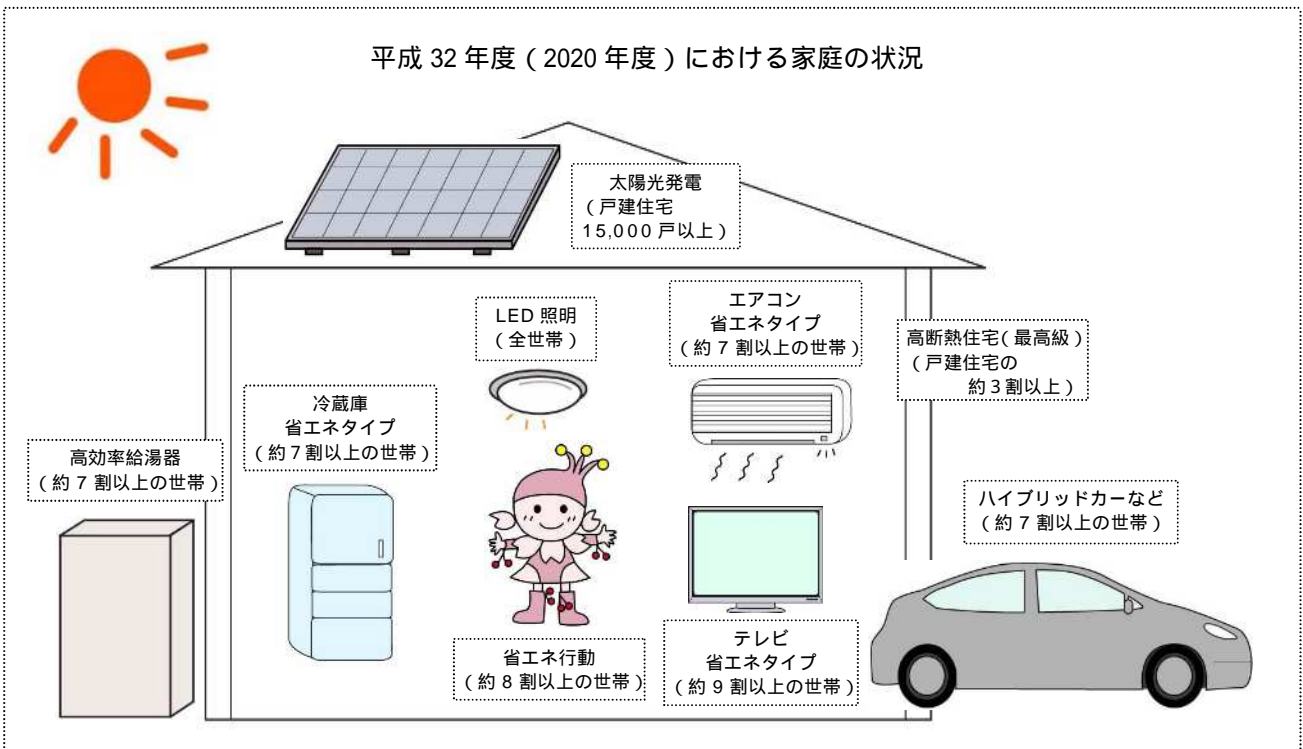 平成 32 年度（2020 年度）における家庭の状況
太陽光発電
（戸建住宅
15,000 戸以上）
LED 照明
（全世帯）
エアコン
省エネタイプ
（約 7 割以上の世帯）
高断熱住宅（最高級）
（戸建住宅の
約３割以上）
冷蔵庫
省エネタイプ
（約７割以上の世帯）
高効率給湯器
（約 7 割以上の世帯）
ハイブリッドカーなど
（約 7 割以上の世帯）
省エネ行動
（約 8 割以上の世帯）
テレビ
省エネタイプ
（約 9 割以上の世帯）